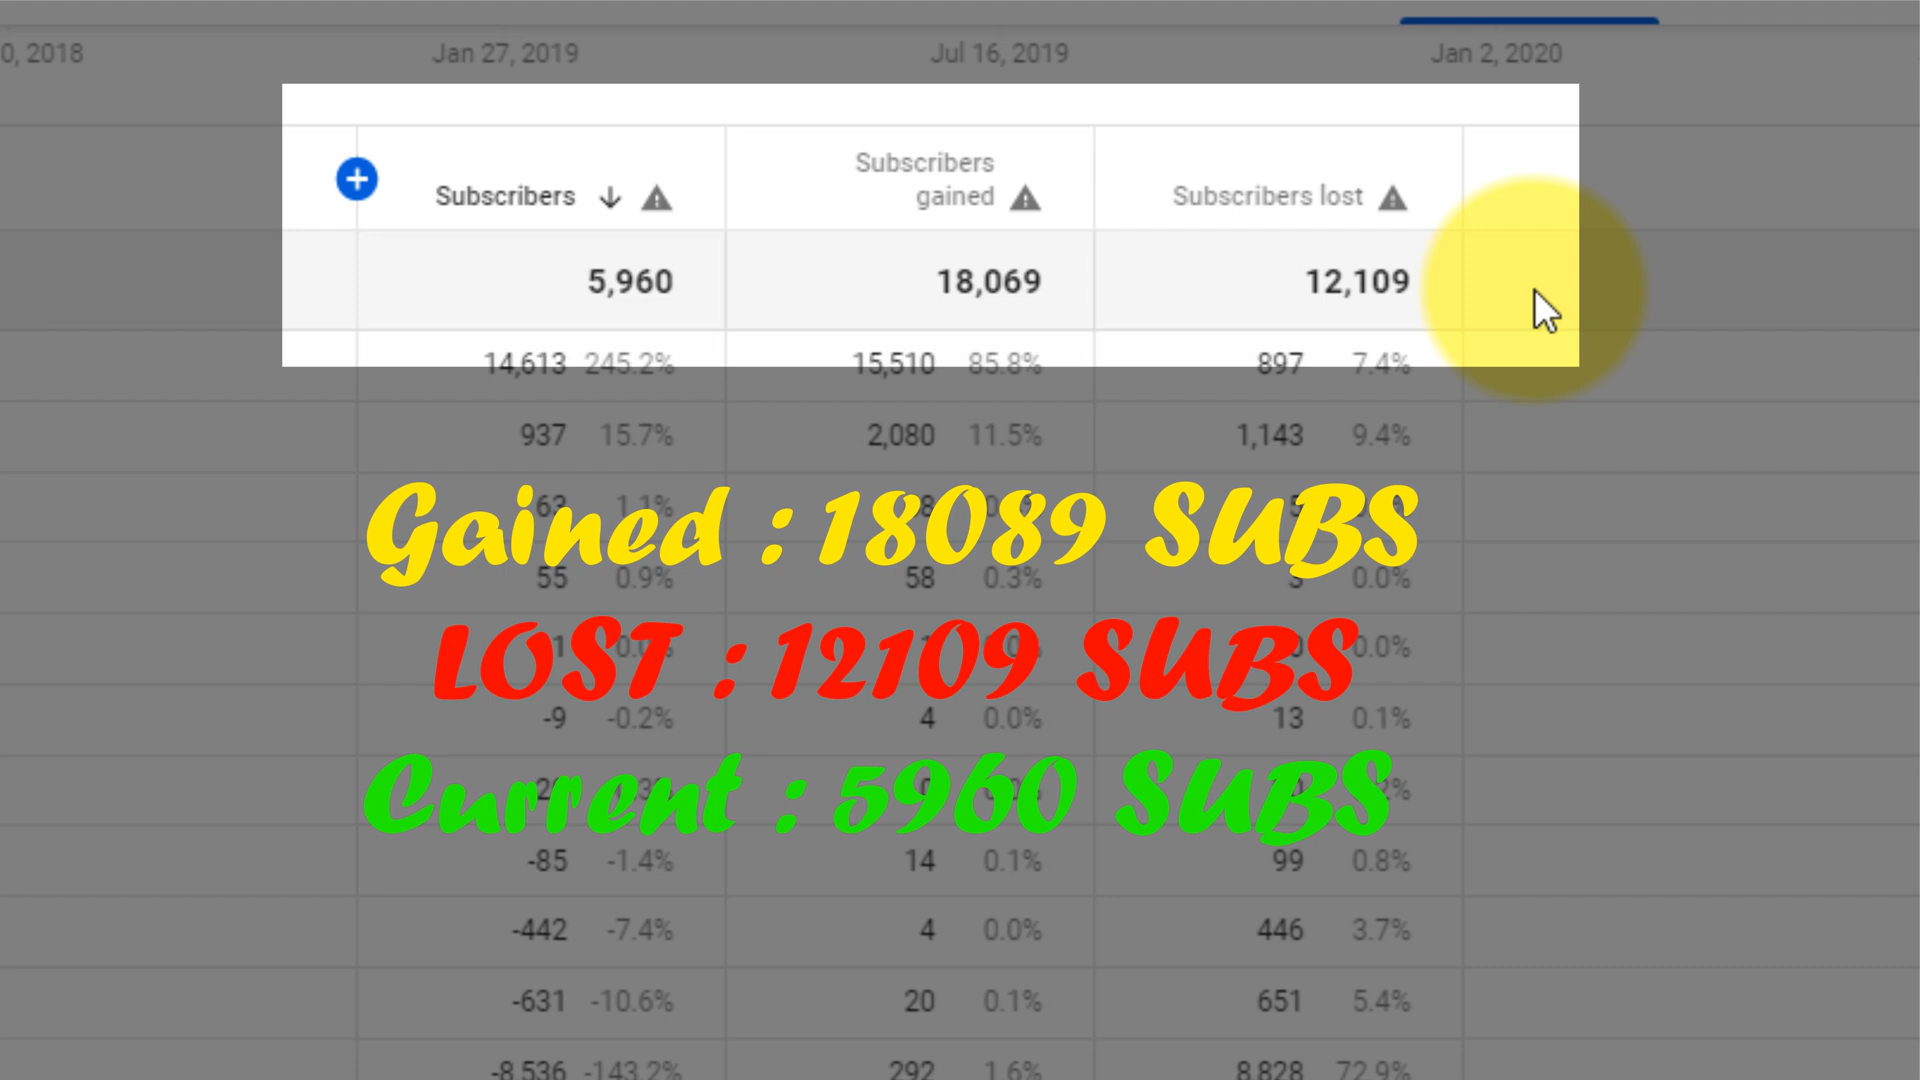 0, 2018 Jan 27, 2019 Jul 16, 2019 Jan 2, 2020
Subscribers
Subscribers gained Subscribers lost
5,960 18,069 12,109
14,613 245.2% 15,510 85.8% 897 7.4%
937 15.7% 2,080 11.5% 1,143 9.4%
Gained : 18089 SUBS
55 0.9% 58 0.3% 3 0.0%
LOST : 12109 SUBS
0.0%
-9 -0.2% 4 0.0% 13 0.1%
Current : 5960 SUBS
-85 -1.4% 14 0.1% 99 0.8%
-442 -7.4% 4 0.0% 446 3.7%
-631 -10.6% 20 0.1% 651 5.4%
-8,536 -143.2% 292 1.6% 8,828 72.9%